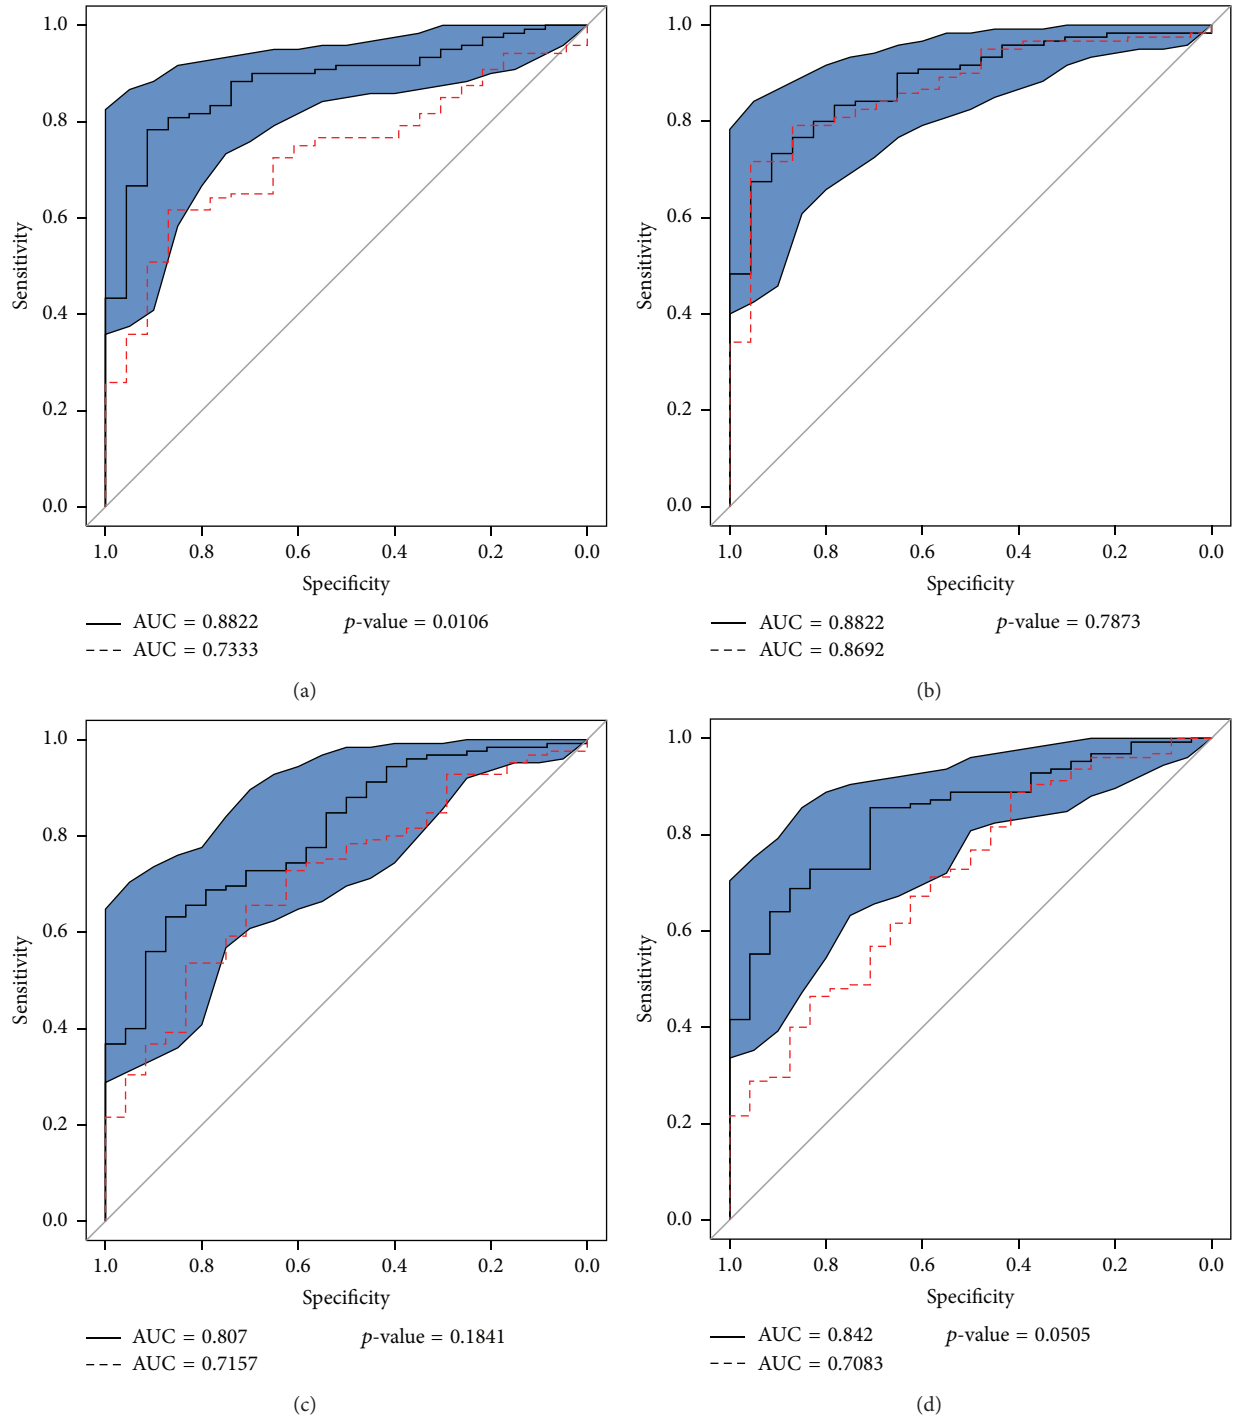 1.0
0.8
0.6
0.4
0.2
0.0
Sensitivity
1.0 0.8 0.6 0.4 0.2 0.0
Specificity
AUC = 0.8822 p-value = 0.0106
AUC = 0.7333
(a)
1.0
0.8
0.6
0.4
0.2
0.0
Sensitivity
1.0 0.8 0.6 0.4 0.2 0.0
Specificity
AUC = 0.8822 p-value = 0.7873
AUC = 0.8692
(b)
1.0
0.8
0.6
0.4
0.2
0.0
Sensitivity
1.0 0.8 0.6 0.4 0.2 0.0
Specificity
AUC = 0.807 p-value = 0.1841
AUC = 0.7157
(c)
1.0
0.8
0.6
0.4
0.2
0.0
Sensitivity
1.0 0.8 0.6 0.4 0.2 0.0
Specificity
AUC = 0.842 p-value = 0.0505
AUC = 0.7083
(d)